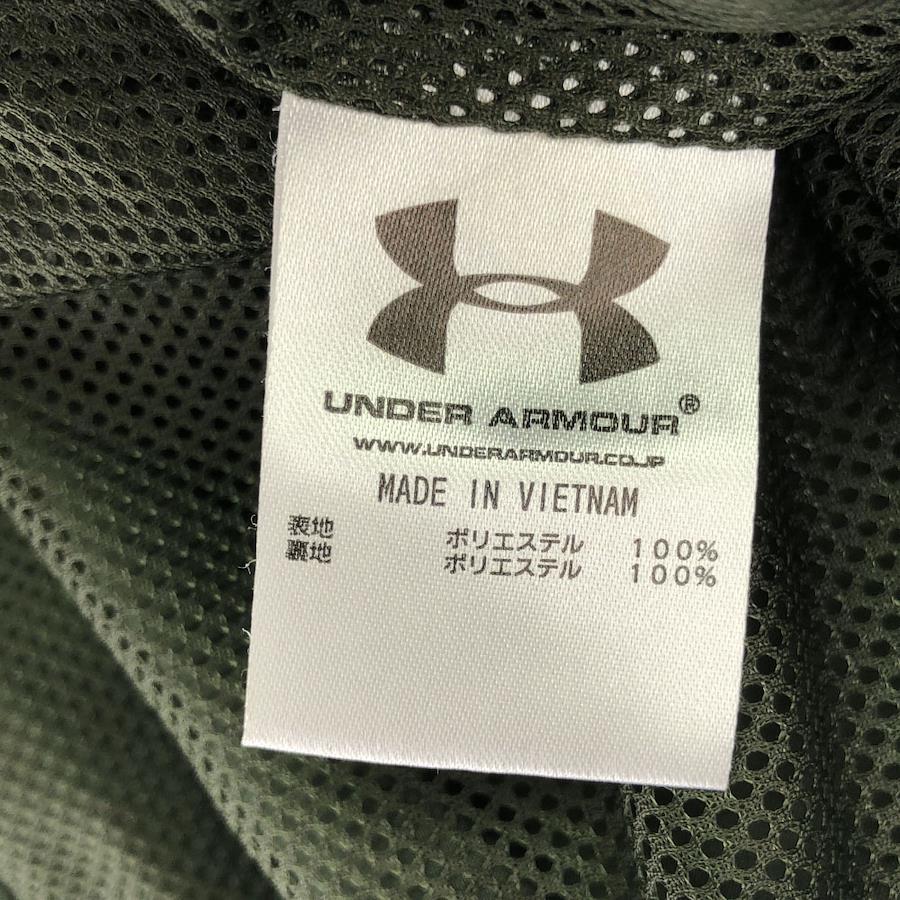 UNDER ARMOUR®
WWW.UNDERARMOUR.CO.JP
MADE IN VIETNAM
表地 ポリエステル 100%
裏地 ポリエステル 100%